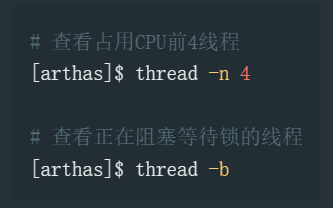 # 查看占用CPU前4线程
[arthas]$ thread -n 4
# 查看正在阻塞等待锁的线程
[arthas]$ thread -b